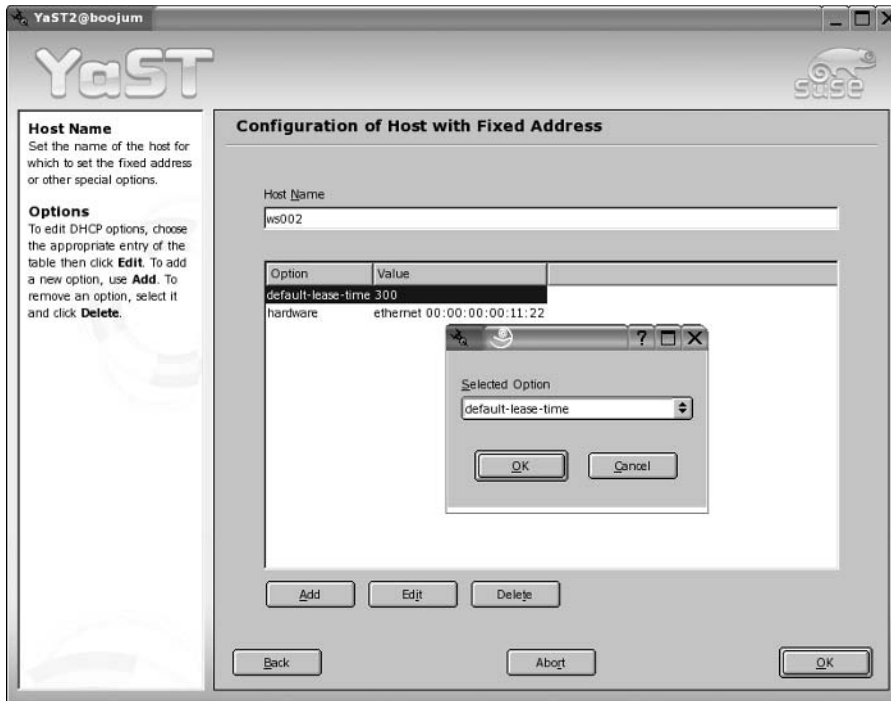 YaST2@boojum
YaST
suse
Host Name
Set the name of the host for
which to set the fixed address
or other special options.
Options
To edit DHCP options, choose
the appropriate entry of the
table then click Edit. To add
a new option, use Add. To
remove an option, select it
and click Delete.
Configuration of Host with Fixed Address
Host Name
ws002
Option Value
default-lease-time 300
hardware ethernet 00:00:00:00:11:22
?
Selected Option
default-lease-time
OK Cancel
Add Edit Delete
Back Abort OK